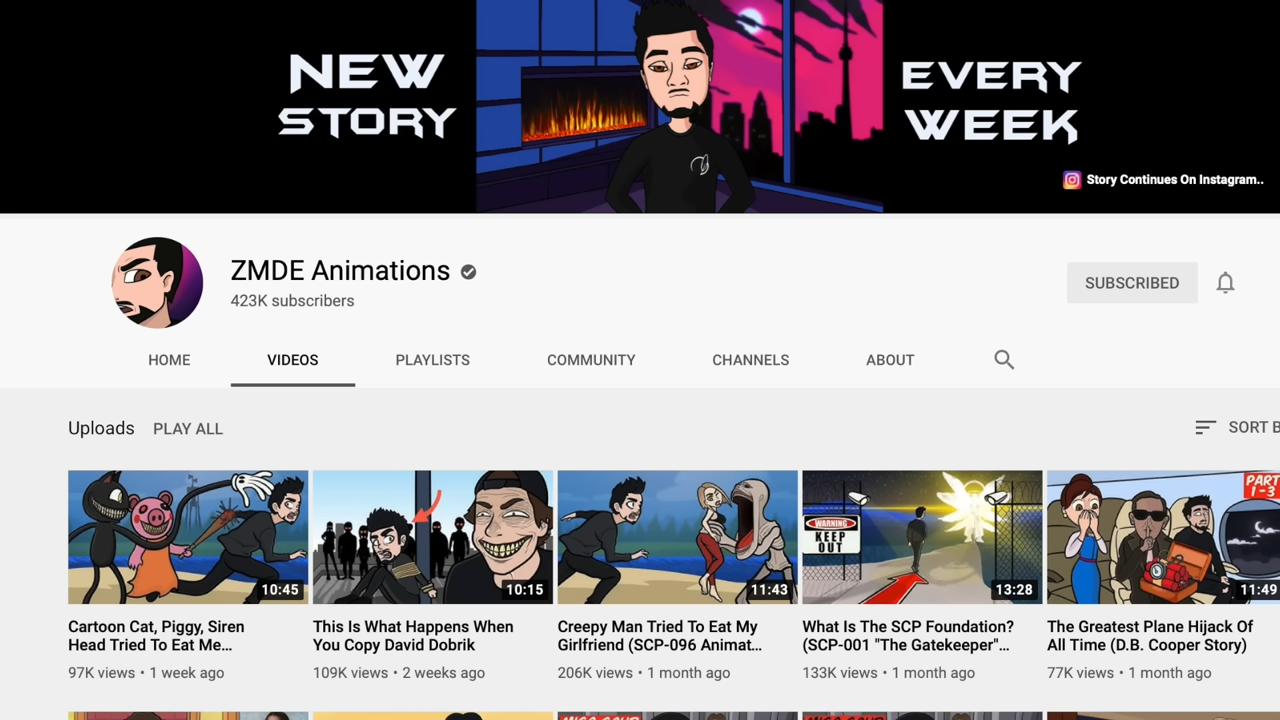 NEW
STORY
EVERY
WEEK
Story Continues On Instagram..
ZMDE Animations
423K subscribers
SUBSCRIBED
HOME VIDEOS PLAYLISTS COMMUNITY CHANNELS ABOUT
Uploads PLAY ALL
SORT B
10:45
Cartoon Cat, Piggy, Siren
Head Tried To Eat Me...
97K views • 1 week ago
10:15
This Is What Happens When
You Copy David Dobrik
109K views • 2 weeks ago
11:43
Creepy Man Tried To Eat My
Girlfriend (SCP-096 Animat...
206K views • 1 month ago
WARNING
KEEP
OUT
13:28
What Is The SCP Foundation?
(SCP-001 "The Gatekeeper"...
133K views • 1 month ago
PART
1-3
11:49
The Greatest Plane Hijack Of
All Time (D.B. Cooper Story)
77K views • 1 month ago